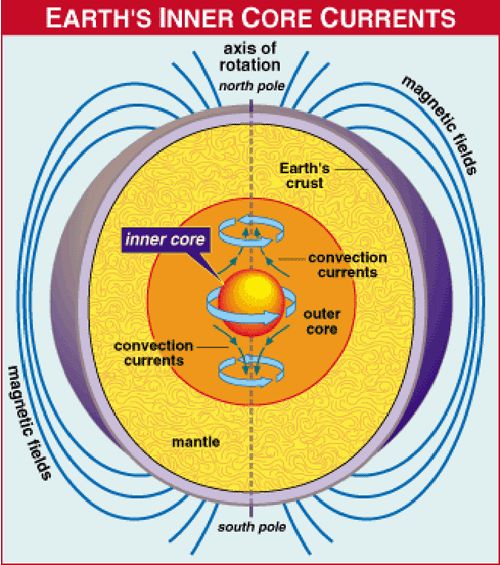 EARTH'S INNER CORE CURRENTS
axis of
rotation
north pole
magnetic fields
Earth's
crust
inner core
convection
currents
outer
core
convection
currents
magnetic fields
mantle
south pole